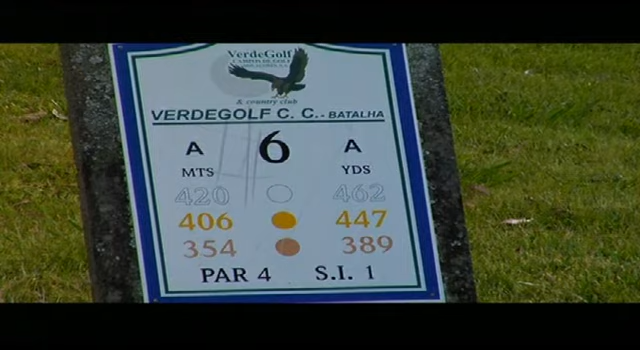 VerdeGolf
& country club
VERDEGOLF C. C. - BATALHA
A 6 A
MTS YDS
420 462
406 447
354 389
PAR 4 S.I. 1